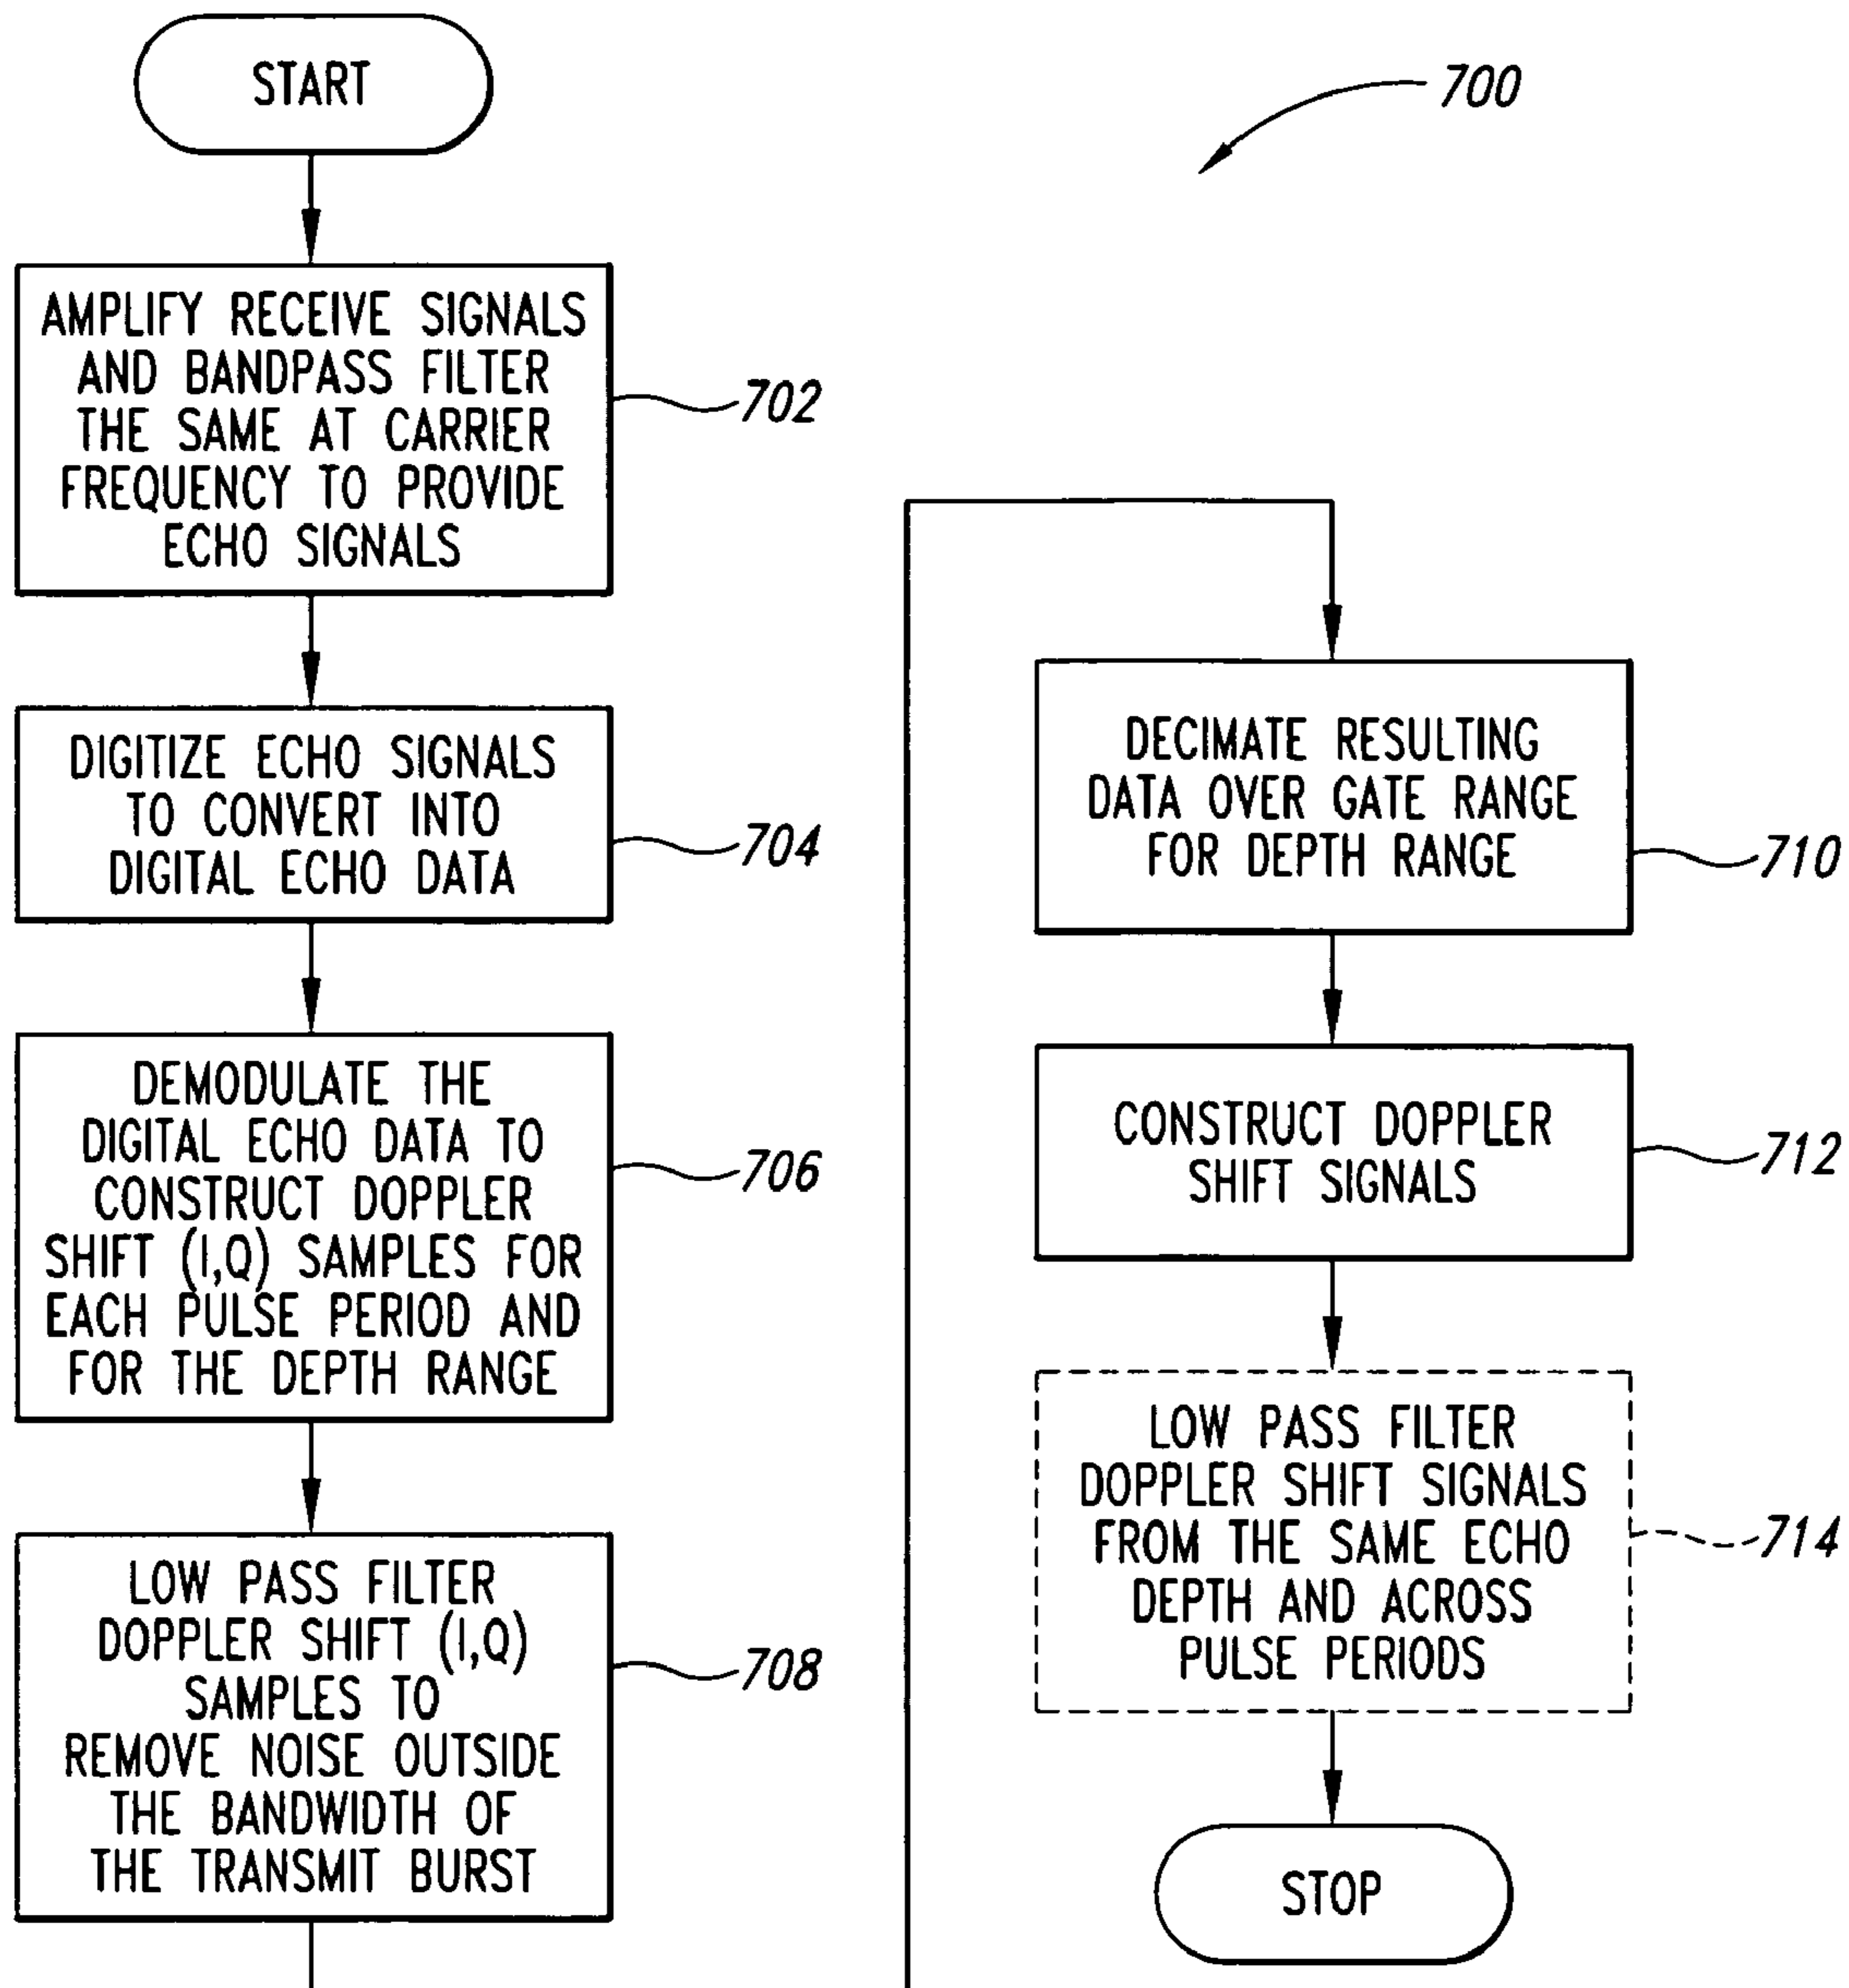 START
700
AMPLIFY RECEIVE SIGNALS
AND BANDPASS FILTER
THE SAME AT CARRIER
FREQUENCY TO PROVIDE
ECHO SIGNALS
702
DIGITIZE ECHO SIGNALS
TO CONVERT INTO
DIGITAL ECHO DATA
704
DEMODULATE THE
DIGITAL ECHO DATA TO
CONSTRUCT DOPPLER
SHIFT (I,Q) SAMPLES FOR
EACH PULSE PERIOD AND
FOR THE DEPTH RANGE
706
LOW PASS FILTER
DOPPLER SHIFT (I,Q)
SAMPLES TO
REMOVE NOISE OUTSIDE
THE BANDWIDTH OF
THE TRANSMIT BURST
708
DECIMATE RESULTING
DATA OVER GATE RANGE
FOR DEPTH RANGE
710
CONSTRUCT DOPPLER
SHIFT SIGNALS
712
LOW PASS FILTER
DOPPLER SHIFT SIGNALS
FROM THE SAME ECHO
DEPTH AND ACROSS
PULSE PERIODS
714
STOP